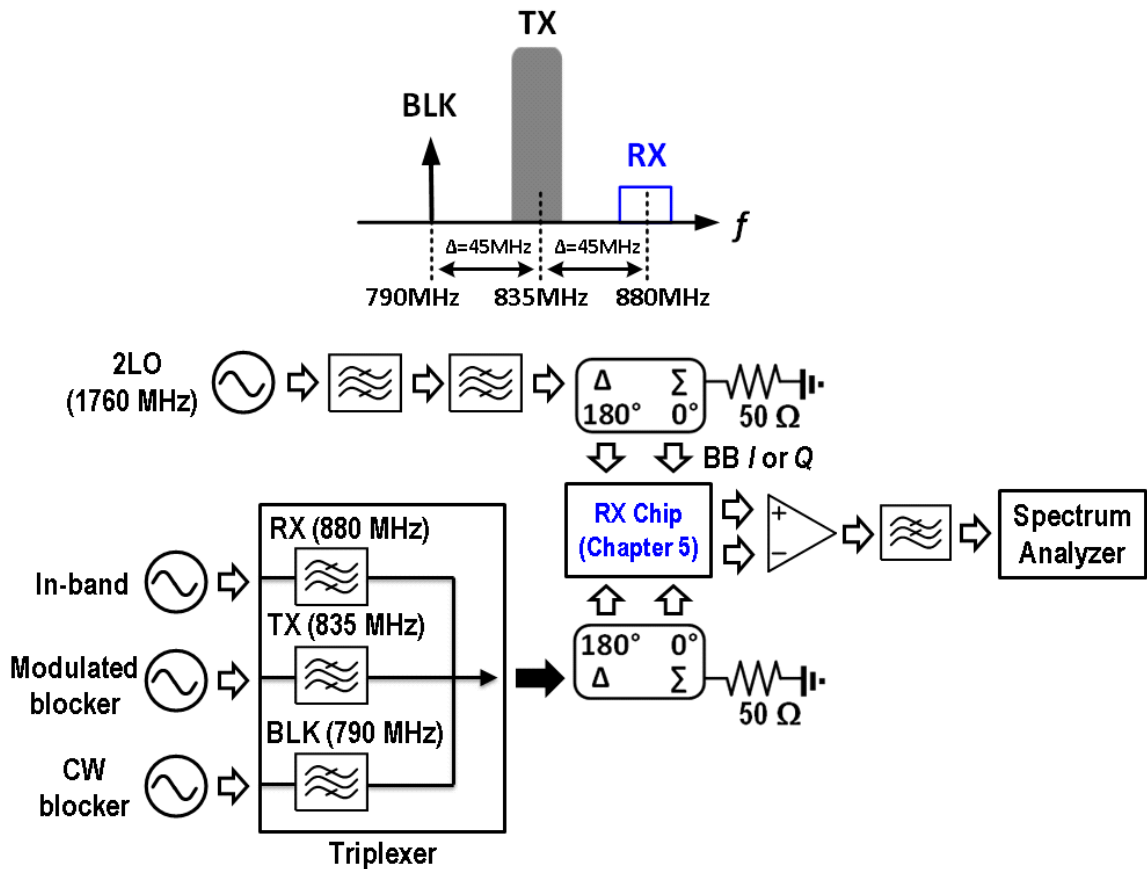 TX
BLK
RX
f
Δ=45MHz Δ=45MHz
790MHz 835MHz 880MHz
2LO
(1760 MHz)
Δ Σ
180° 0°
50 Ω
BB I or Q
RX Chip
(Chapter 5)
+
−
Spectrum
Analyzer
In-band
Modulated
blocker
CW
blocker
RX (880 MHz)
TX (835 MHz)
BLK (790 MHz)
Triplexer
180° 0°
Δ Σ
50 Ω